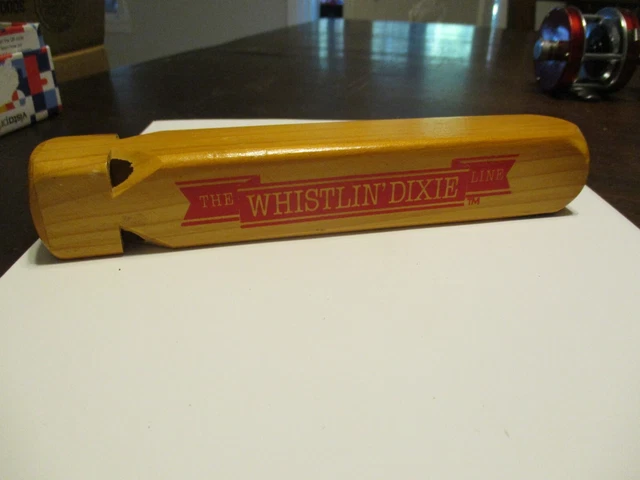 THE WHISTLIN' DIXIE LINE
TM